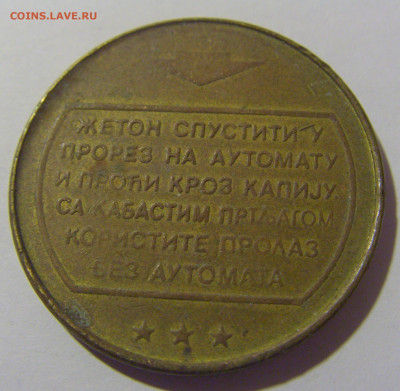 COINS.LAVE.RU
ЖЕТОН СПУСТИТИ У
ПРОРЕЗ НА АУТОМАТУ
И ПРОЋИ КРОЗ КАПИЈУ.
СА КАБАСТИМ ПРТЉАГОМ
КОРИСТИТЕ ПРОЛАЗ
БЕЗ АУТОМАТА